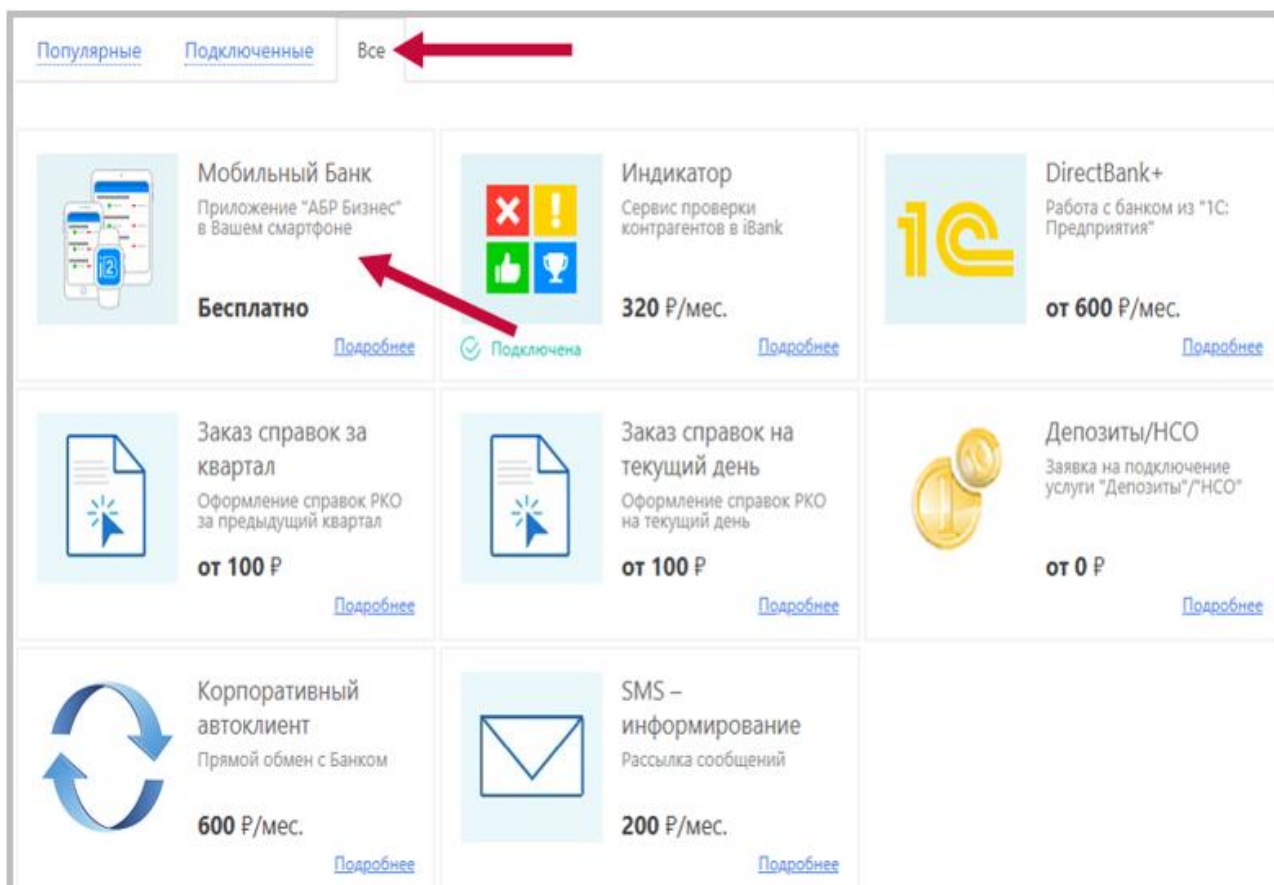 Популярные Подключенные Все
Мобильный Банк
Приложение "АБР Бизнес"
в Вашем смартфоне
Бесплатно
Подробнее
Индикатор
Сервис проверки
контрагентов в iBank
320 ₽/мес.
Подключена
Подробнее
1С
DirectBank+
Работа с банком из "1С:
Предприятия"
от 600 ₽/мес.
Подробнее
Заказ справок за
квартал
Оформление справок РКО
за предыдущий квартал
от 100 ₽
Подробнее
Заказ справок на
текущий день
Оформление справок РКО
на текущий день
от 100 ₽
Подробнее
Депозиты/НСО
Заявка на подключение
услуги "Депозиты"/"НСО"
от 0 ₽
Подробнее
Корпоративный
автоклиент
Прямой обмен с Банком
600 ₽/мес.
Подробнее
SMS –
информирование
Рассылка сообщений
200 ₽/мес.
Подробнее